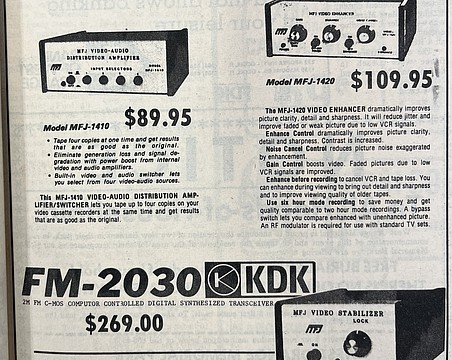 MFJ VIDEO-AUDIO
DISTRIBUTION AMPLIFIER
INPUT SELECTORS
MODEL
MFJ-1410
MFJ
Model MFJ-1410
$89.95
• Tape four copies at one time and get results
that are as good as the original.
• Eliminate generation loss and signal de-
gradation with power boost from internal
video and audio amplifiers.
• Built-in video and audio switches let
you select from four video-audio sources.
This MFJ-1410 VIDEO-AUDIO DISTRIBUTION AMP-
LIFIER/SWITCHER lets you tape up to four copies on your
video cassette recorders at the same time and get results
that are as good as the original.
MFJ VIDEO ENHANCER
MFJ
Model MFJ-1420
$109.95
The MFJ-1420 VIDEO ENHANCER dramatically improves
picture clarity, detail and sharpness. It will reduce jitter and
improve faded or weak picture due to low VCR signals.
Enhance Control dramatically improves picture clarity,
detail and sharpness. Contrast is increased.
Noise Cancel Control reduces picture noise exaggerated
by enhancement.
Gain Control boosts video. Faded pictures due to low
VCR signals are improved.
Enhance before recording to cancel VCR and tape loss. You
can enhance during viewing to bring out detail and sharpness
and to improve viewing quality of older tapes.
Use six hour mode recording to save money and get
quality comparable to two hour mode recordings. A bypass
switch lets you compare enhanced with unenhanced picture.
An RF modulator is required for use with standard TV sets.
FM-2030 KDK
2M FM C-MOS COMPUTOR CONTROLLED DIGITAL SYNTHESIZED TRANSCEIVER
$269.00
MFJ VIDEO STABILIZER
LOCK
MFJ
ON